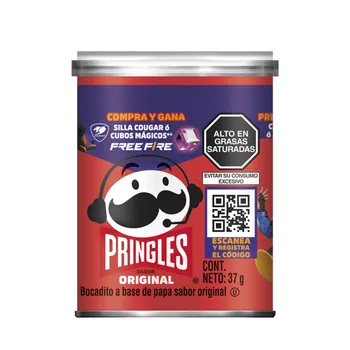 COMPRA Y GANA
SILLA COUGAR 6
CUBOS MÁGICOS**
FREE FIRE
ALTO EN
GRASAS
SATURADAS
EVITAR SU CONSUMO
EXCESIVO
PRINGLES
SABOR
ORIGINAL
ESCANEA
Y REGISTRA
EL CÓDIGO
CONT.
NETO: 37 g
Bocadito a base de papa sabor original U